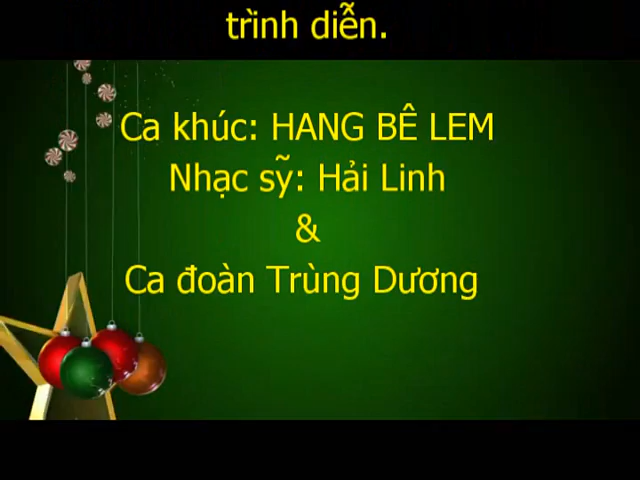 trình diễn.
Ca khúc: HANG BÊ LEM
Nhạc sỹ: Hải Linh
&
Ca đoàn Trùng Dương